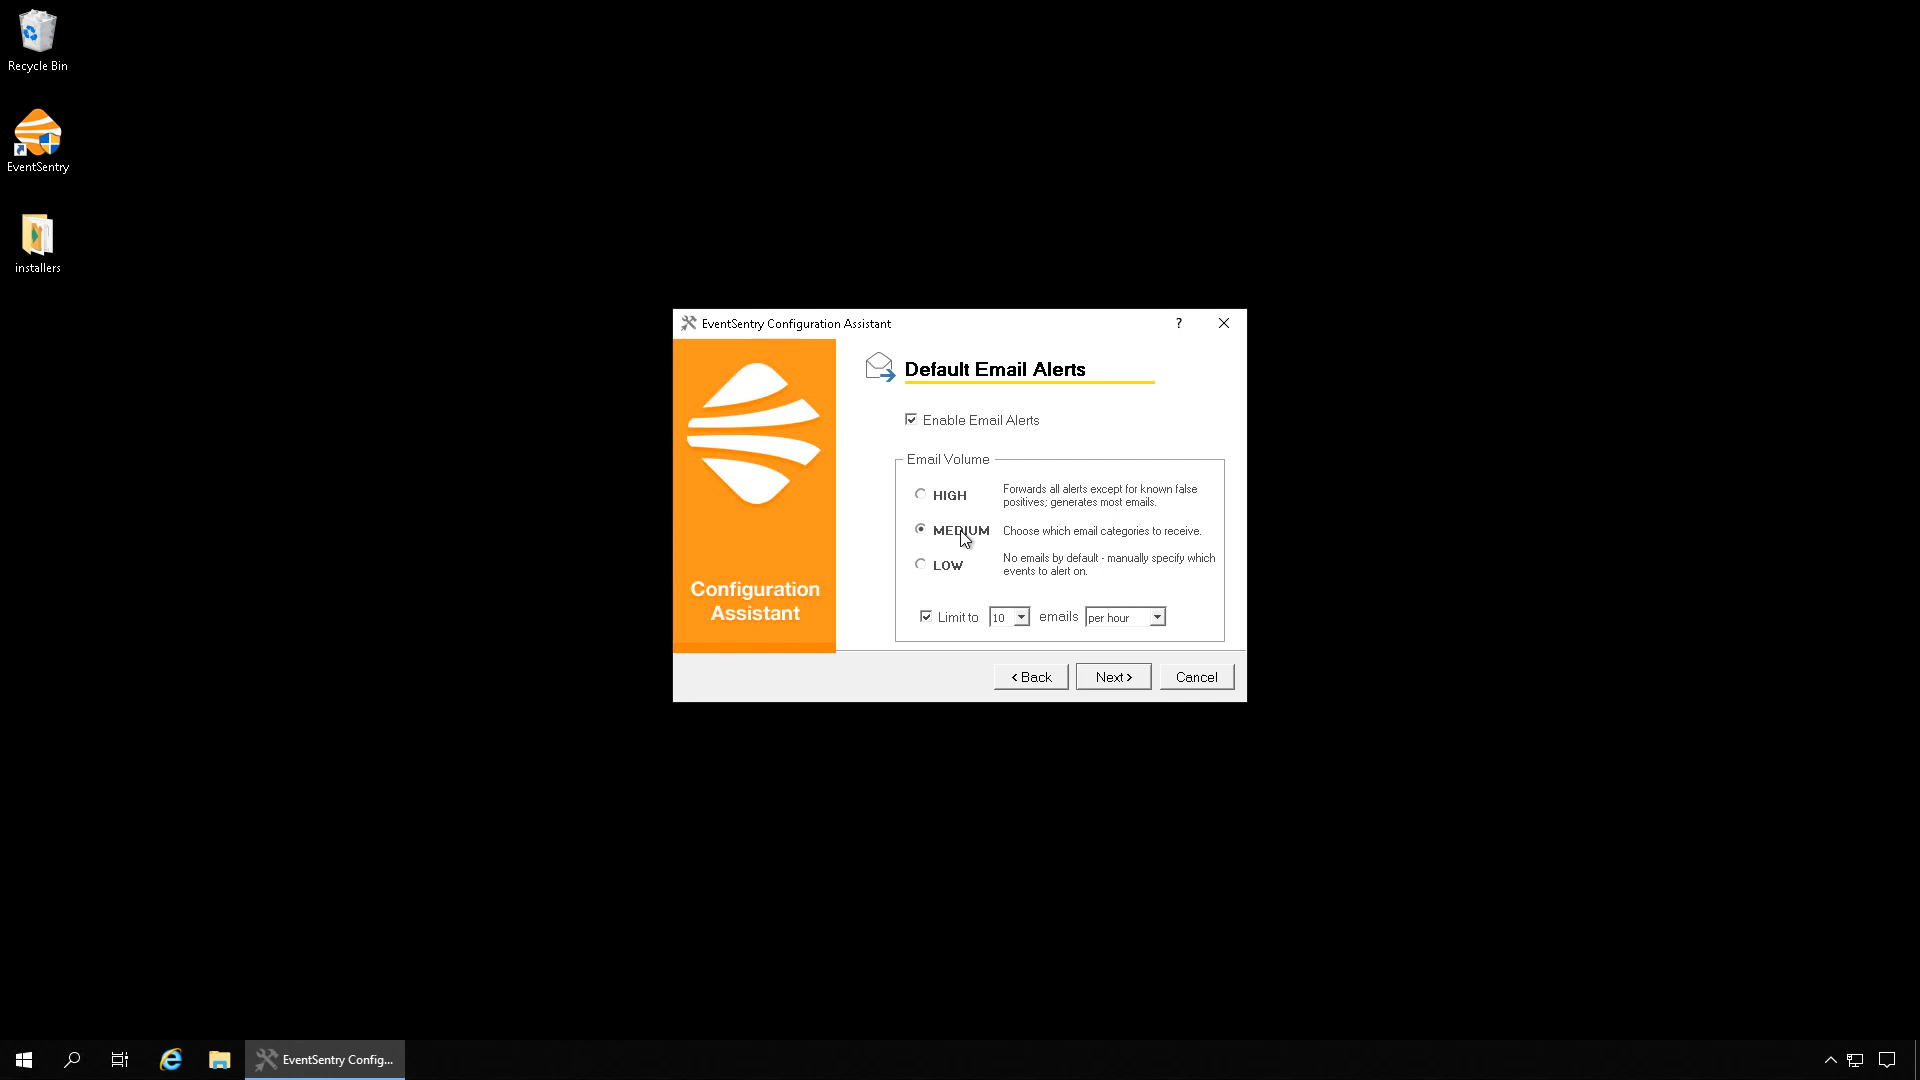 Recycle Bin
EventSentry
installers
EventSentry Configuration Assistant
?
Default Email Alerts
Enable Email Alerts
Email Volume
HIGH
Forwards all alerts except for known false
positives; generates most emails.
MEDIUM
Choose which email categories to receive.
LOW
No emails by default - manually specify which
events to alert on.
Limit to 10 emails per hour
Configuration
Assistant
< Back
Next >
Cancel
EventSentry Config...